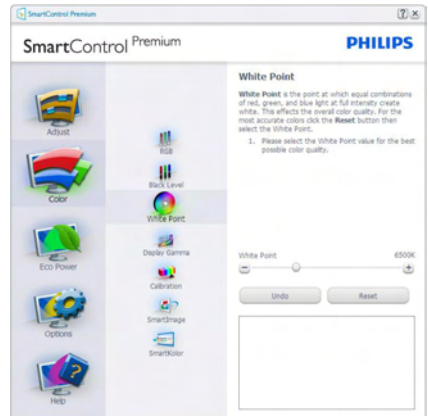 SmartControl Premium
SmartControl Premium
PHILIPS
Adjust
Color
Eco Power
Options
Help
RGB
Black Level
White Point
Display Gamma
Calibration
SmartImage
SmartKolor
White Point
White Point is the point at which equal combinations
of red, green, and blue light at full intensity create
white. This effects the overall color quality. For the
most accurate colors click the Reset button then
select the White Point.
1. Please select the White Point value for the best
possible color quality.
White Point 6500K
Undo Reset